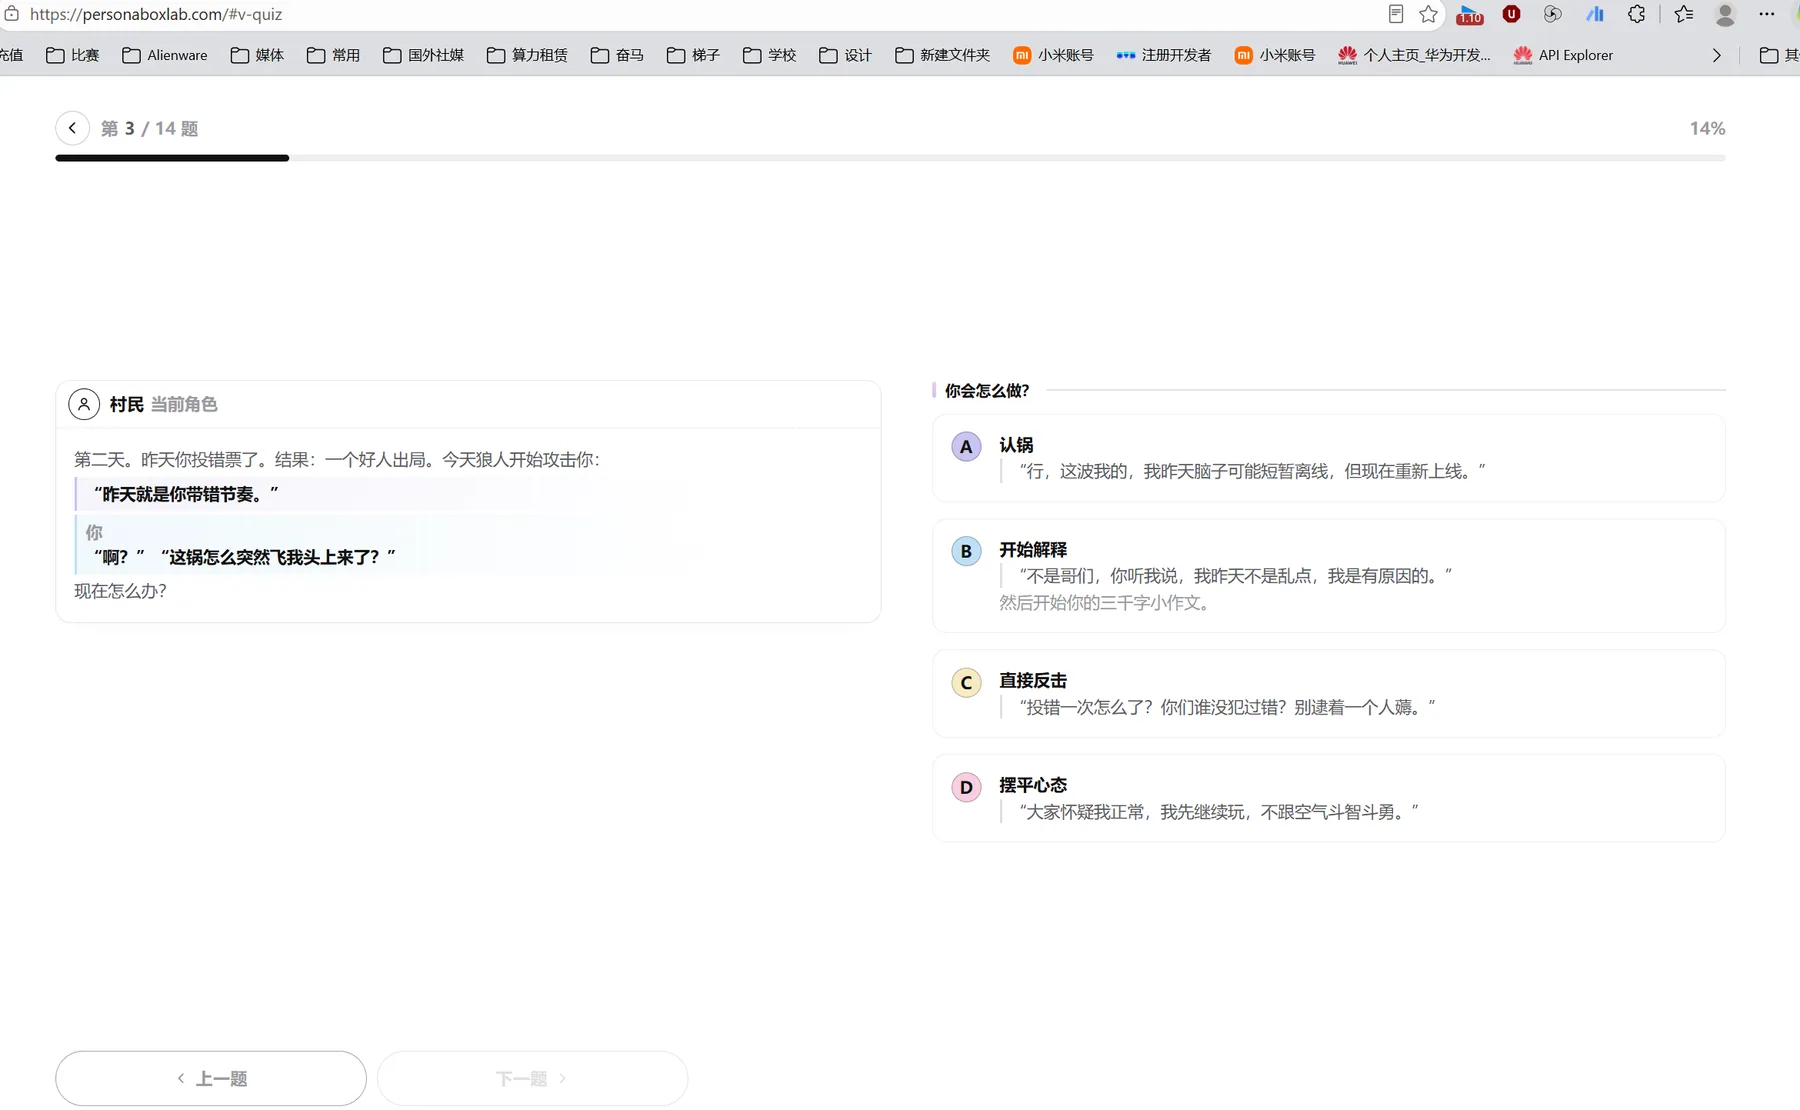 https://personaboxlab.com/#v-quiz
1.10
充值 比赛 Alienware 媒体 常用 国外社媒 算力租赁 奋马 梯子 学校 设计 新建文件夹 小米账号 注册开发者 小米账号 个人主页_华为开发... API Explorer
第 3 / 14 题
14%
村民 当前角色
第二天。昨天你投错票了。结果：一个好人出局。今天狼人开始攻击你：
“昨天就是你带错节奏。”
你
“啊？” “这锅怎么突然飞我头上来了？”
现在怎么办？
你会怎么做？
A 认锅
“行，这波我的，我昨天脑子可能短暂离线，但现在重新上线。”
B 开始解释
“不是哥们，你听我说，我昨天不是乱点，我是有原因的。”
然后开始你的三千字小作文。
C 直接反击
“投错一次怎么了？你们谁没犯过错？别逮着一个人薅。”
D 摆平心态
“大家怀疑我正常，我先继续玩，不跟空气斗智斗勇。”
上一题
下一题